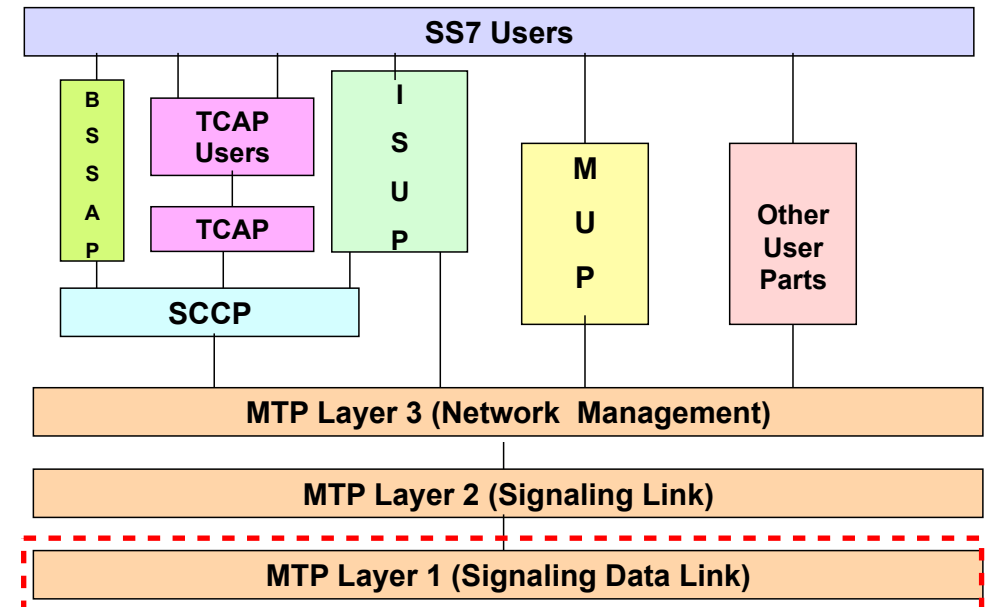 SS7 Users
B
S
S
A
P
TCAP
Users
TCAP
I
S
U
P
M
U
P
Other
User
Parts
SCCP
MTP Layer 3 (Network Management)
MTP Layer 2 (Signaling Link)
MTP Layer 1 (Signaling Data Link)